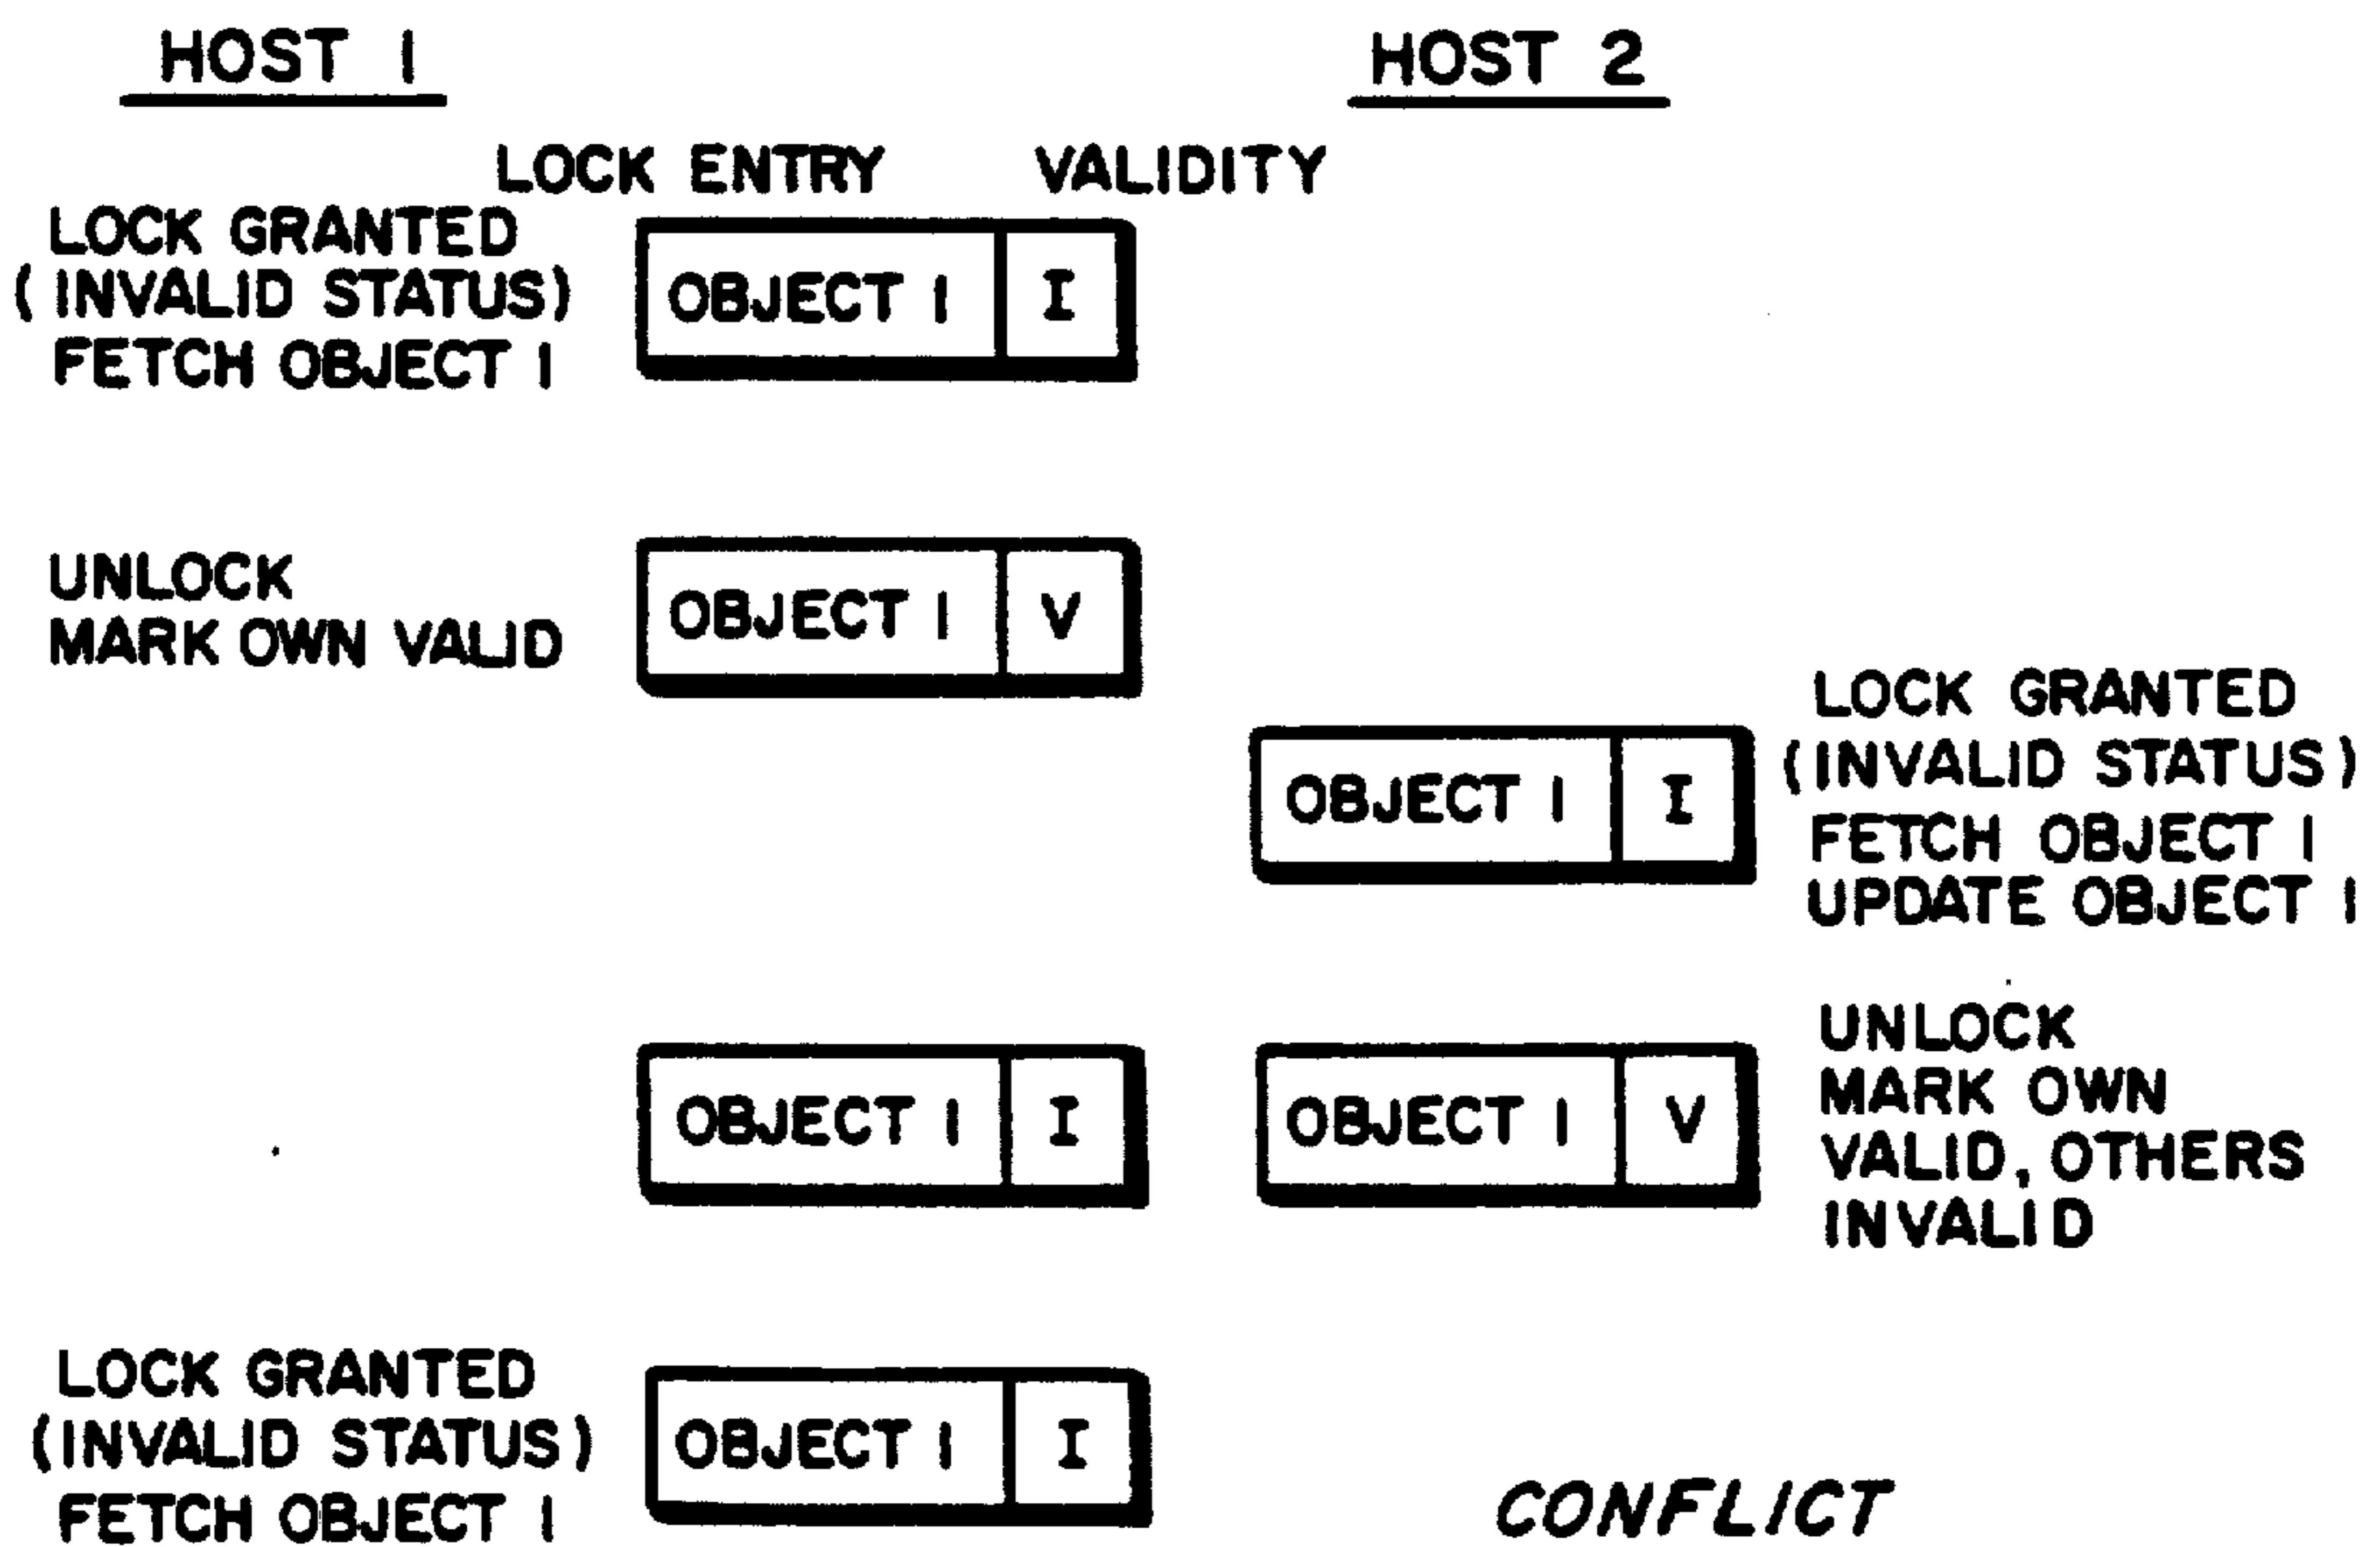 HOST 1
HOST 2
LOCK ENTRY VALIDITY
LOCK GRANTED
(INVALID STATUS)
FETCH OBJECT 1
OBJECT 1 I
UNLOCK
MARK OWN VALID
OBJECT 1 V
OBJECT 1 I
LOCK GRANTED
(INVALID STATUS)
FETCH OBJECT 1
UPDATE OBJECT 1
OBJECT 1 I
OBJECT 1 V
UNLOCK
MARK OWN
VALID, OTHERS
INVALID
LOCK GRANTED
(INVALID STATUS)
FETCH OBJECT 1
OBJECT 1 I
CONFLICT